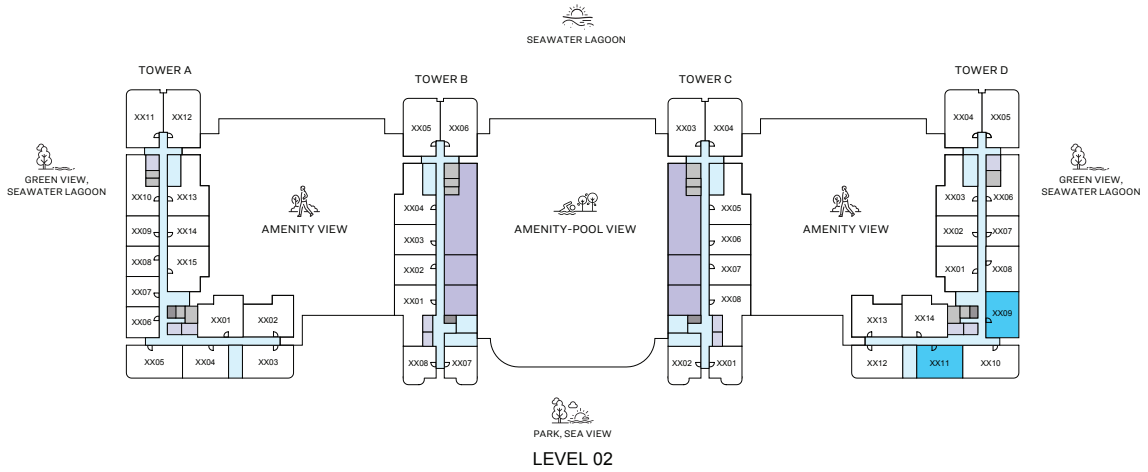 SEAWATER LAGOON
TOWER A
TOWER B
TOWER C
TOWER D
XX11
XX12
XX05
XX06
XX03
XX04
XX04
XX05
GREEN VIEW,
SEAWATER LAGOON
GREEN VIEW,
SEAWATER LAGOON
XX10
XX13
XX04
XX05
XX03
XX06
XX09
XX14
AMENITY VIEW
XX03
AMENITY-POOL VIEW
XX06
AMENITY VIEW
XX02
XX07
XX08
XX15
XX02
XX07
XX01
XX08
XX07
XX01
XX08
XX09
XX06
XX01
XX02
XX13
XX14
XX05
XX04
XX03
XX08
XX07
XX02
XX01
XX12
XX11
XX10
PARK, SEA VIEW
LEVEL 02